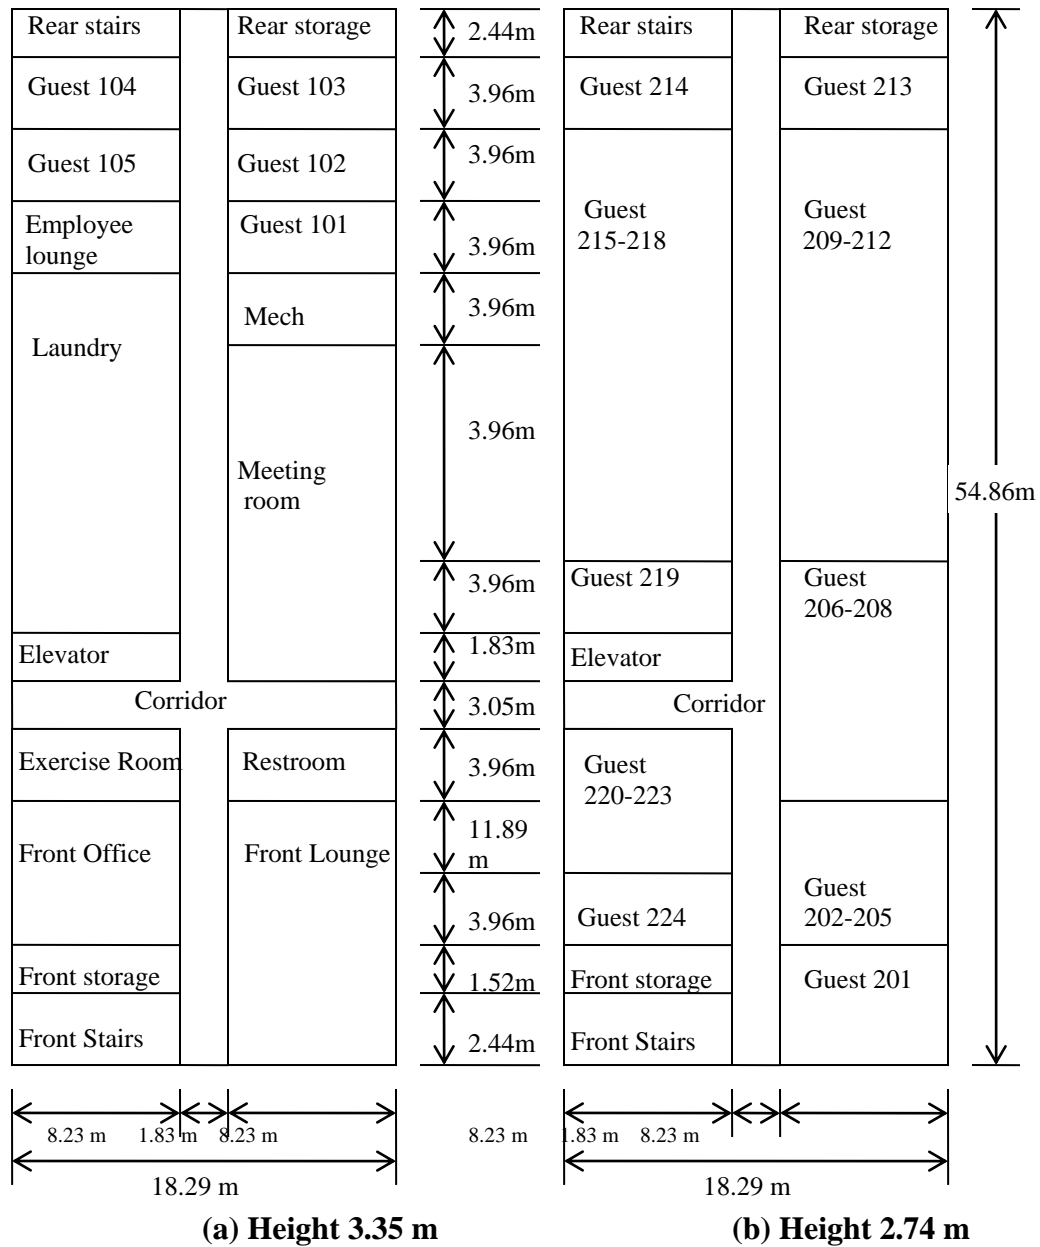 Rear stairs
Rear storage
2.44m
Rear stairs
Rear storage
Guest 104
Guest 103
3.96m
Guest 214
Guest 213
Guest 105
Guest 102
3.96m
Employee
lounge
Guest 101
3.96m
Guest
215-218
Guest
209-212
Mech
3.96m
Laundry
3.96m
Meeting
room
54.86m
3.96m
Guest 219
Guest
206-208
Elevator
1.83m
Elevator
Corridor
3.05m
Corridor
Exercise Room
Restroom
3.96m
Guest
220-223
Front Office
Front Lounge
11.89
m
3.96m
Guest 224
Guest
202-205
Front storage
1.52m
Front storage
Guest 201
Front Stairs
2.44m
Front Stairs
8.23 m 1.83 m 8.23 m
8.23 m 1.83 m 8.23 m
18.29 m
18.29 m
(a) Height 3.35 m
(b) Height 2.74 m